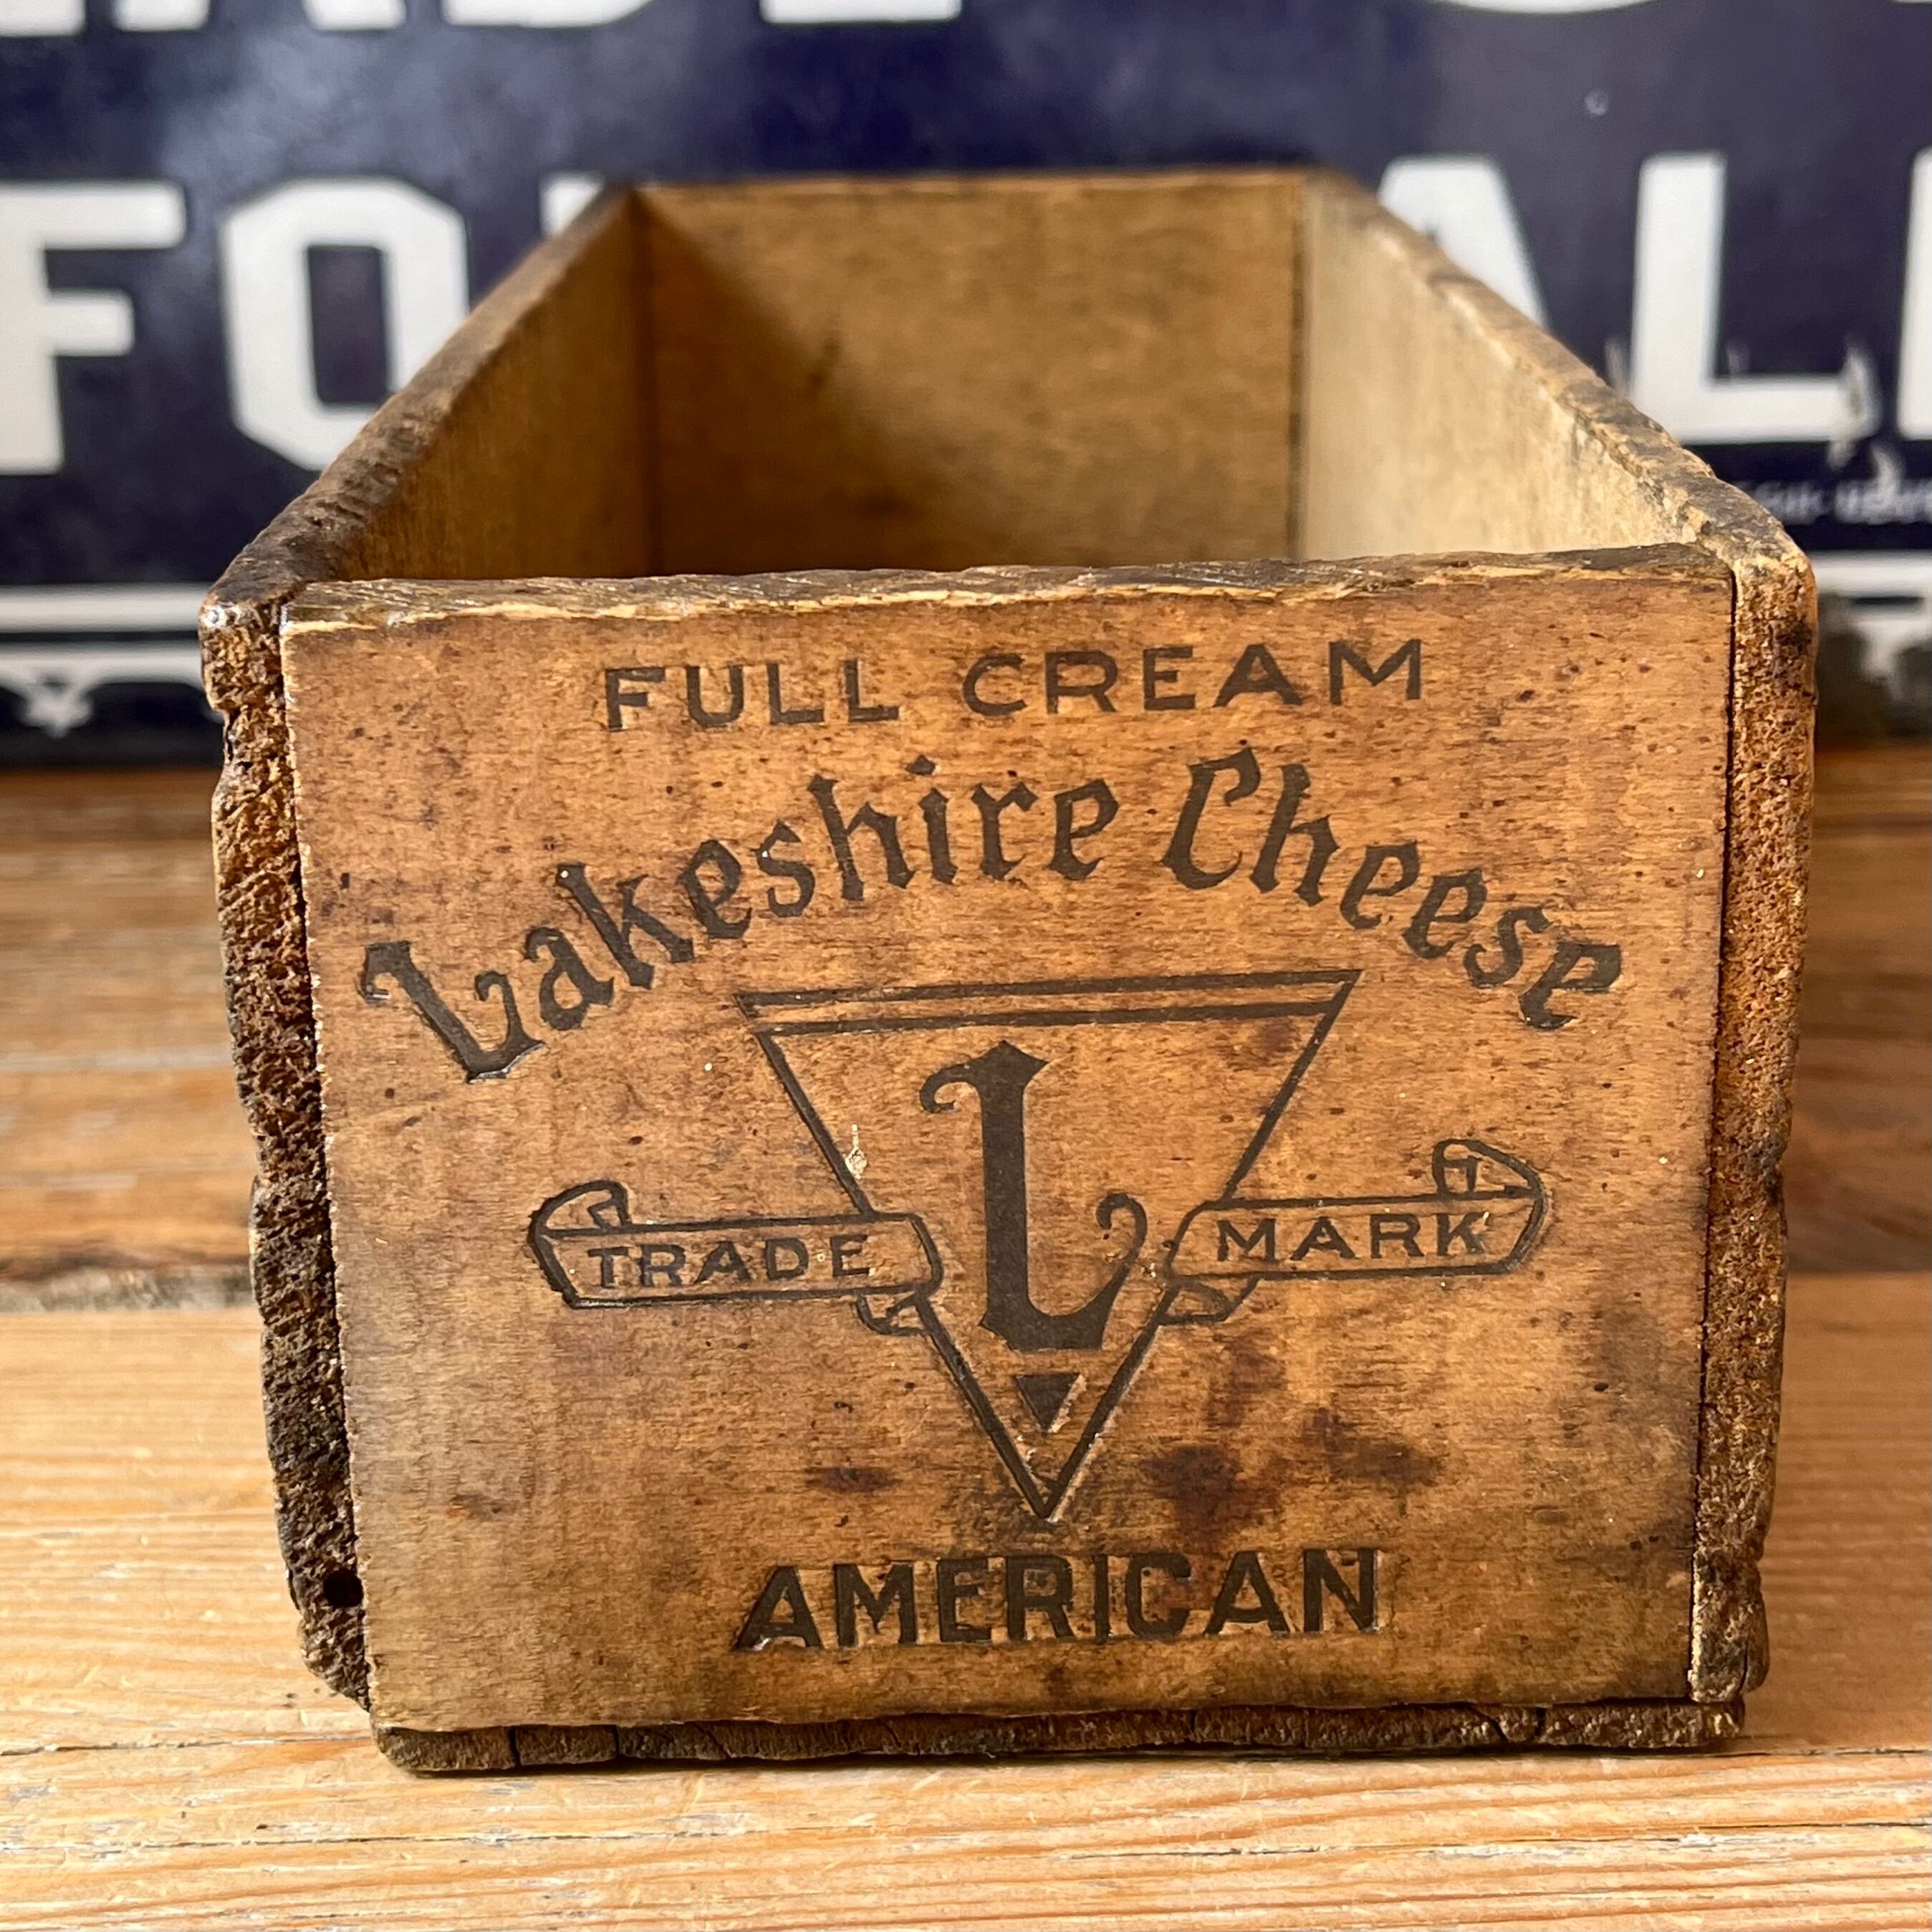 FULL CREAM
Lakeshire Cheese
L
TRADE MARK
AMERICAN